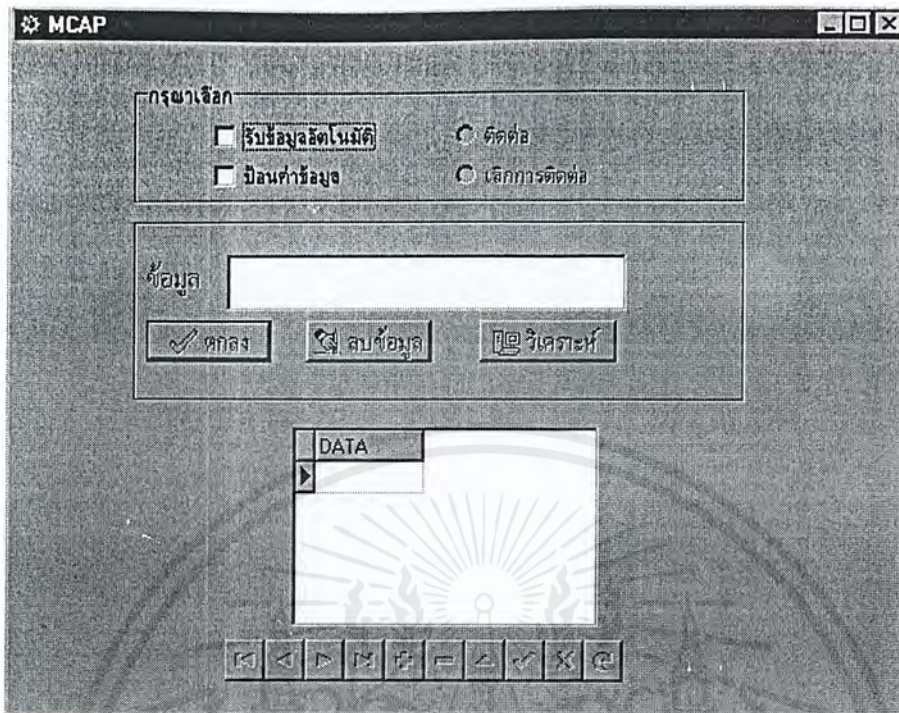 MCAP
กรุณาเลือก
รับข้อมูลอัตโนมัติ
ติดต่อ
ป้อนค่าข้อมูล
เลิกการติดต่อ
ข้อมูล
ตกลง
ลบข้อมูล
วิเคราะห์
DATA